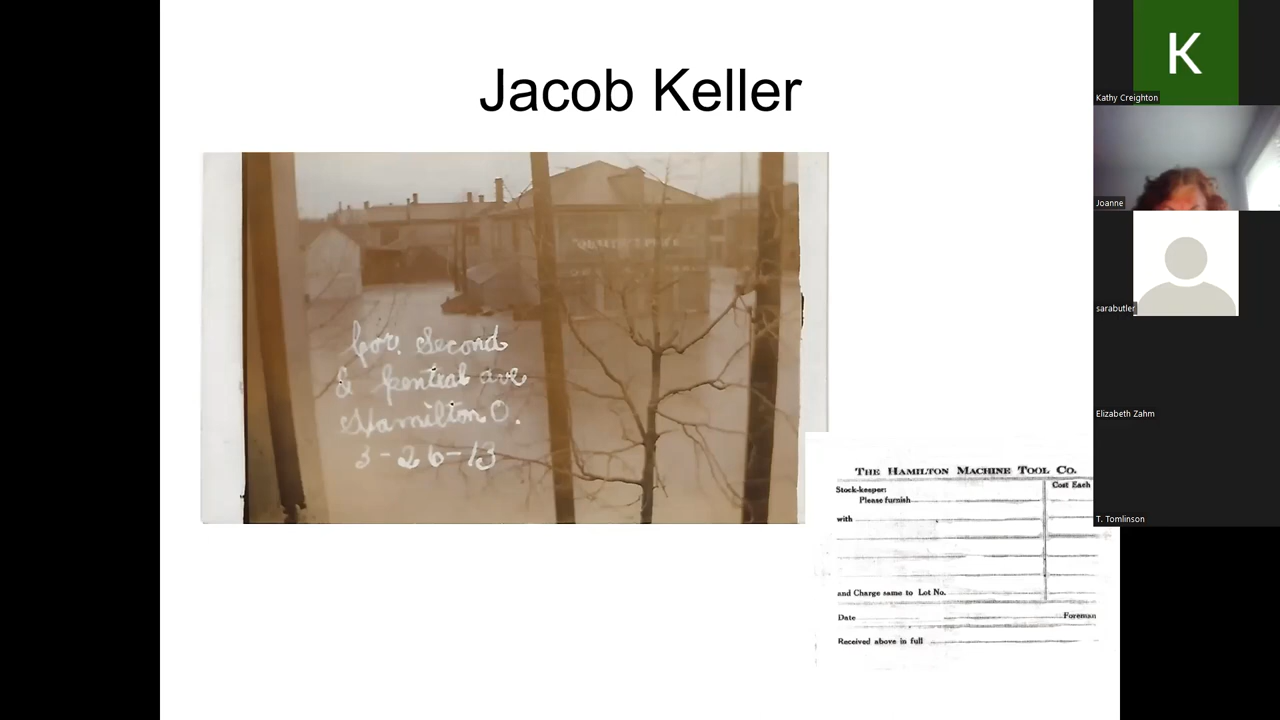 Jacob Keller
Cor. Second
& Central ave
Hamilton O.
3-26-13
THE HAMILTON MACHINE TOOL CO.
Stock-keeper:
Cost Each
Please furnish
with
and Charge same to Lot No.
Date
Foreman
Received above in full
K
Kathy Creighton
Joanne
sarabutler
Elizabeth Zahm
T. Tomlinson